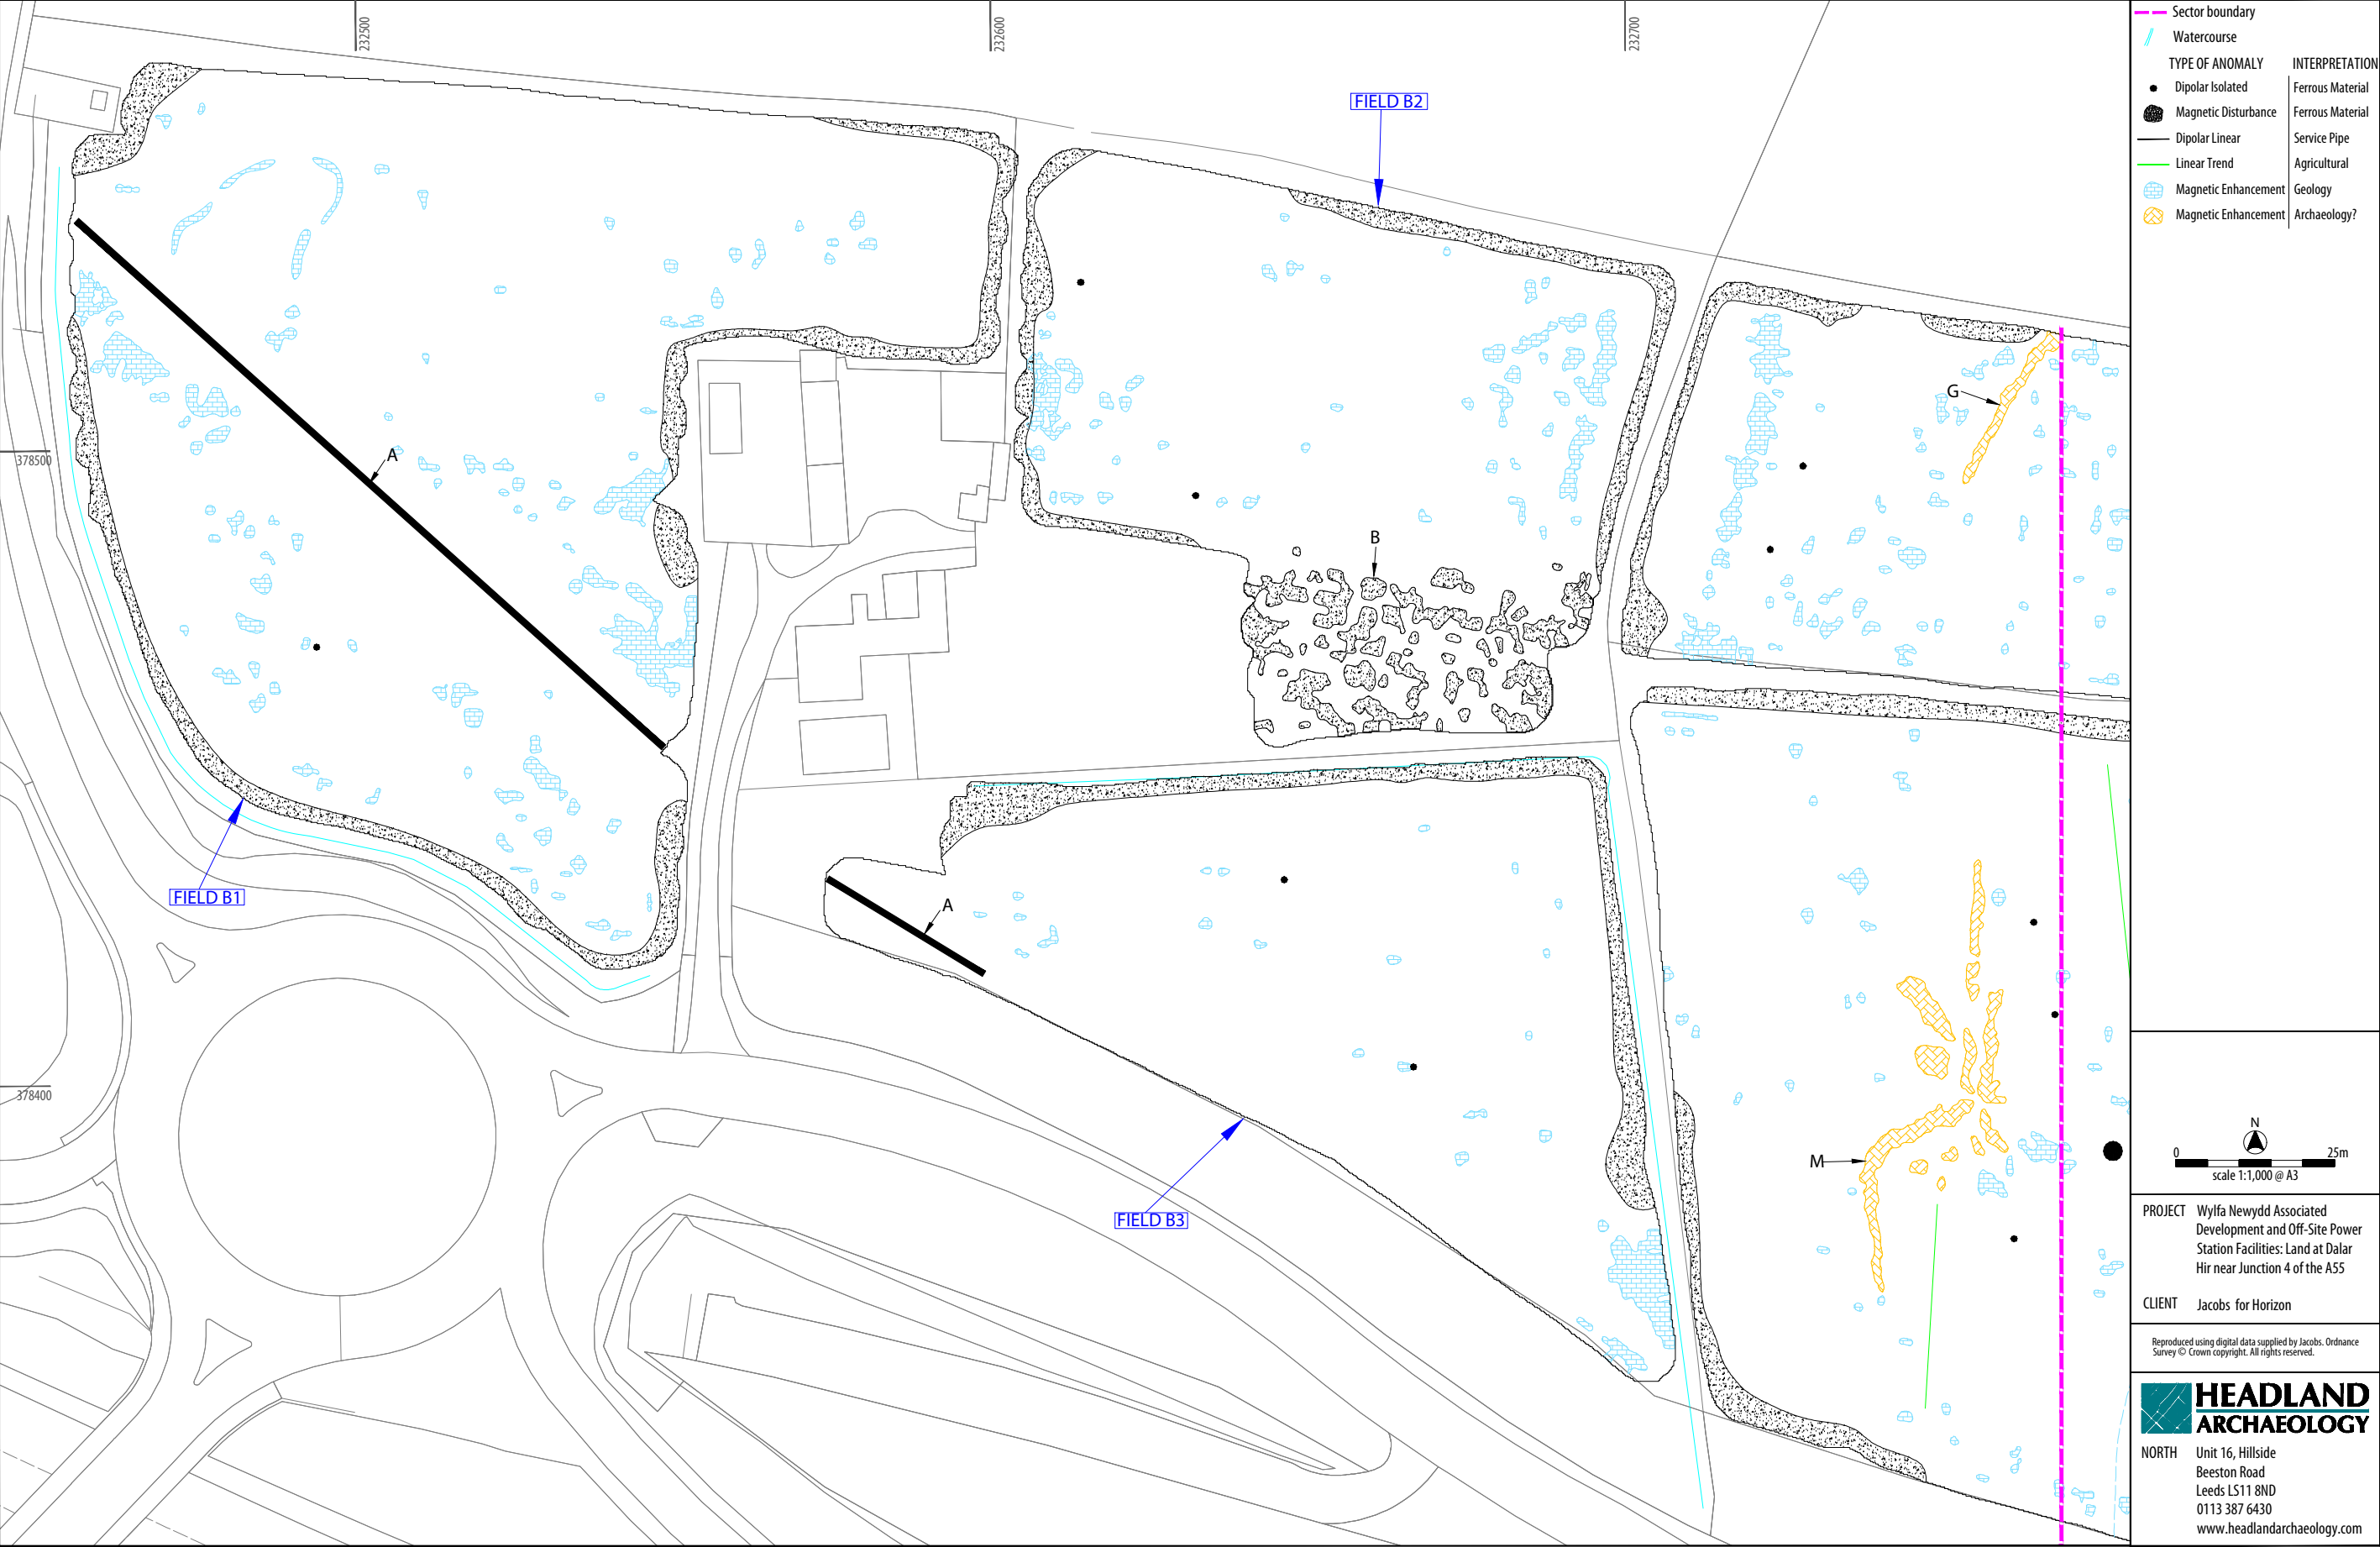 232500
232600
232700
378500
378400
FIELD B2
G
A
B
FIELD B1
A
M
FIELD B3
Sector boundary
Watercourse
TYPE OF ANOMALY INTERPRETATION
Dipolar Isolated Ferrous Material
Magnetic Disturbance Ferrous Material
Dipolar Linear Service Pipe
Linear Trend Agricultural
Magnetic Enhancement Geology
Magnetic Enhancement Archaeology?
N
0 25m
scale 1:1,000 @ A3
PROJECT Wylfa Newydd Associated
Development and Off-Site Power
Station Facilities: Land at Dalar
Hir near Junction 4 of the A55
CLIENT Jacobs for Horizon
Reproduced using digital data supplied by Jacobs. Ordnance
Survey © Crown copyright. All rights reserved.
HEADLAND
ARCHAEOLOGY
NORTH Unit 16, Hillside
Beeston Road
Leeds LS11 8ND
0113 387 6430
www.headlandarchaeology.com